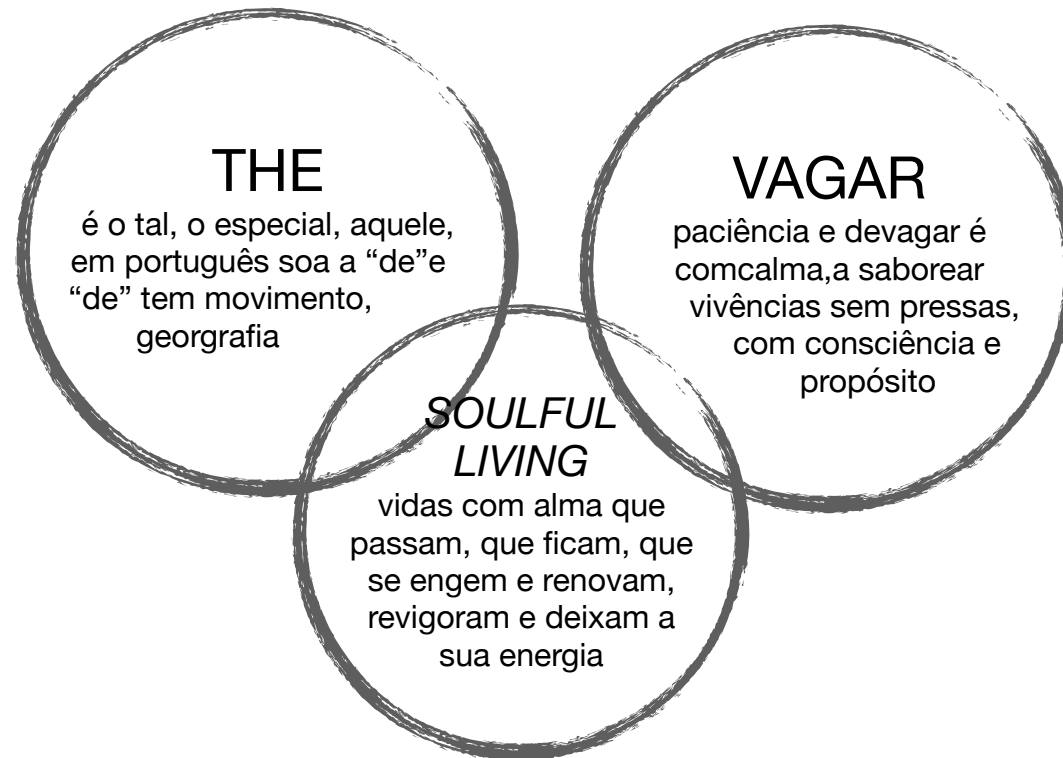 THE
é o tal, o especial, aquele,
em português soa a “de”e
“de” tem movimento,
georgrafia
VAGAR
paciência e devagar é
comcalma,a saborear
vivências sem pressas,
com consciência e
propósito
SOULFUL
LIVING
vidas com alma que
passam, que ficam, que
se engem e renovam,
revigoram e deixam a
sua energia